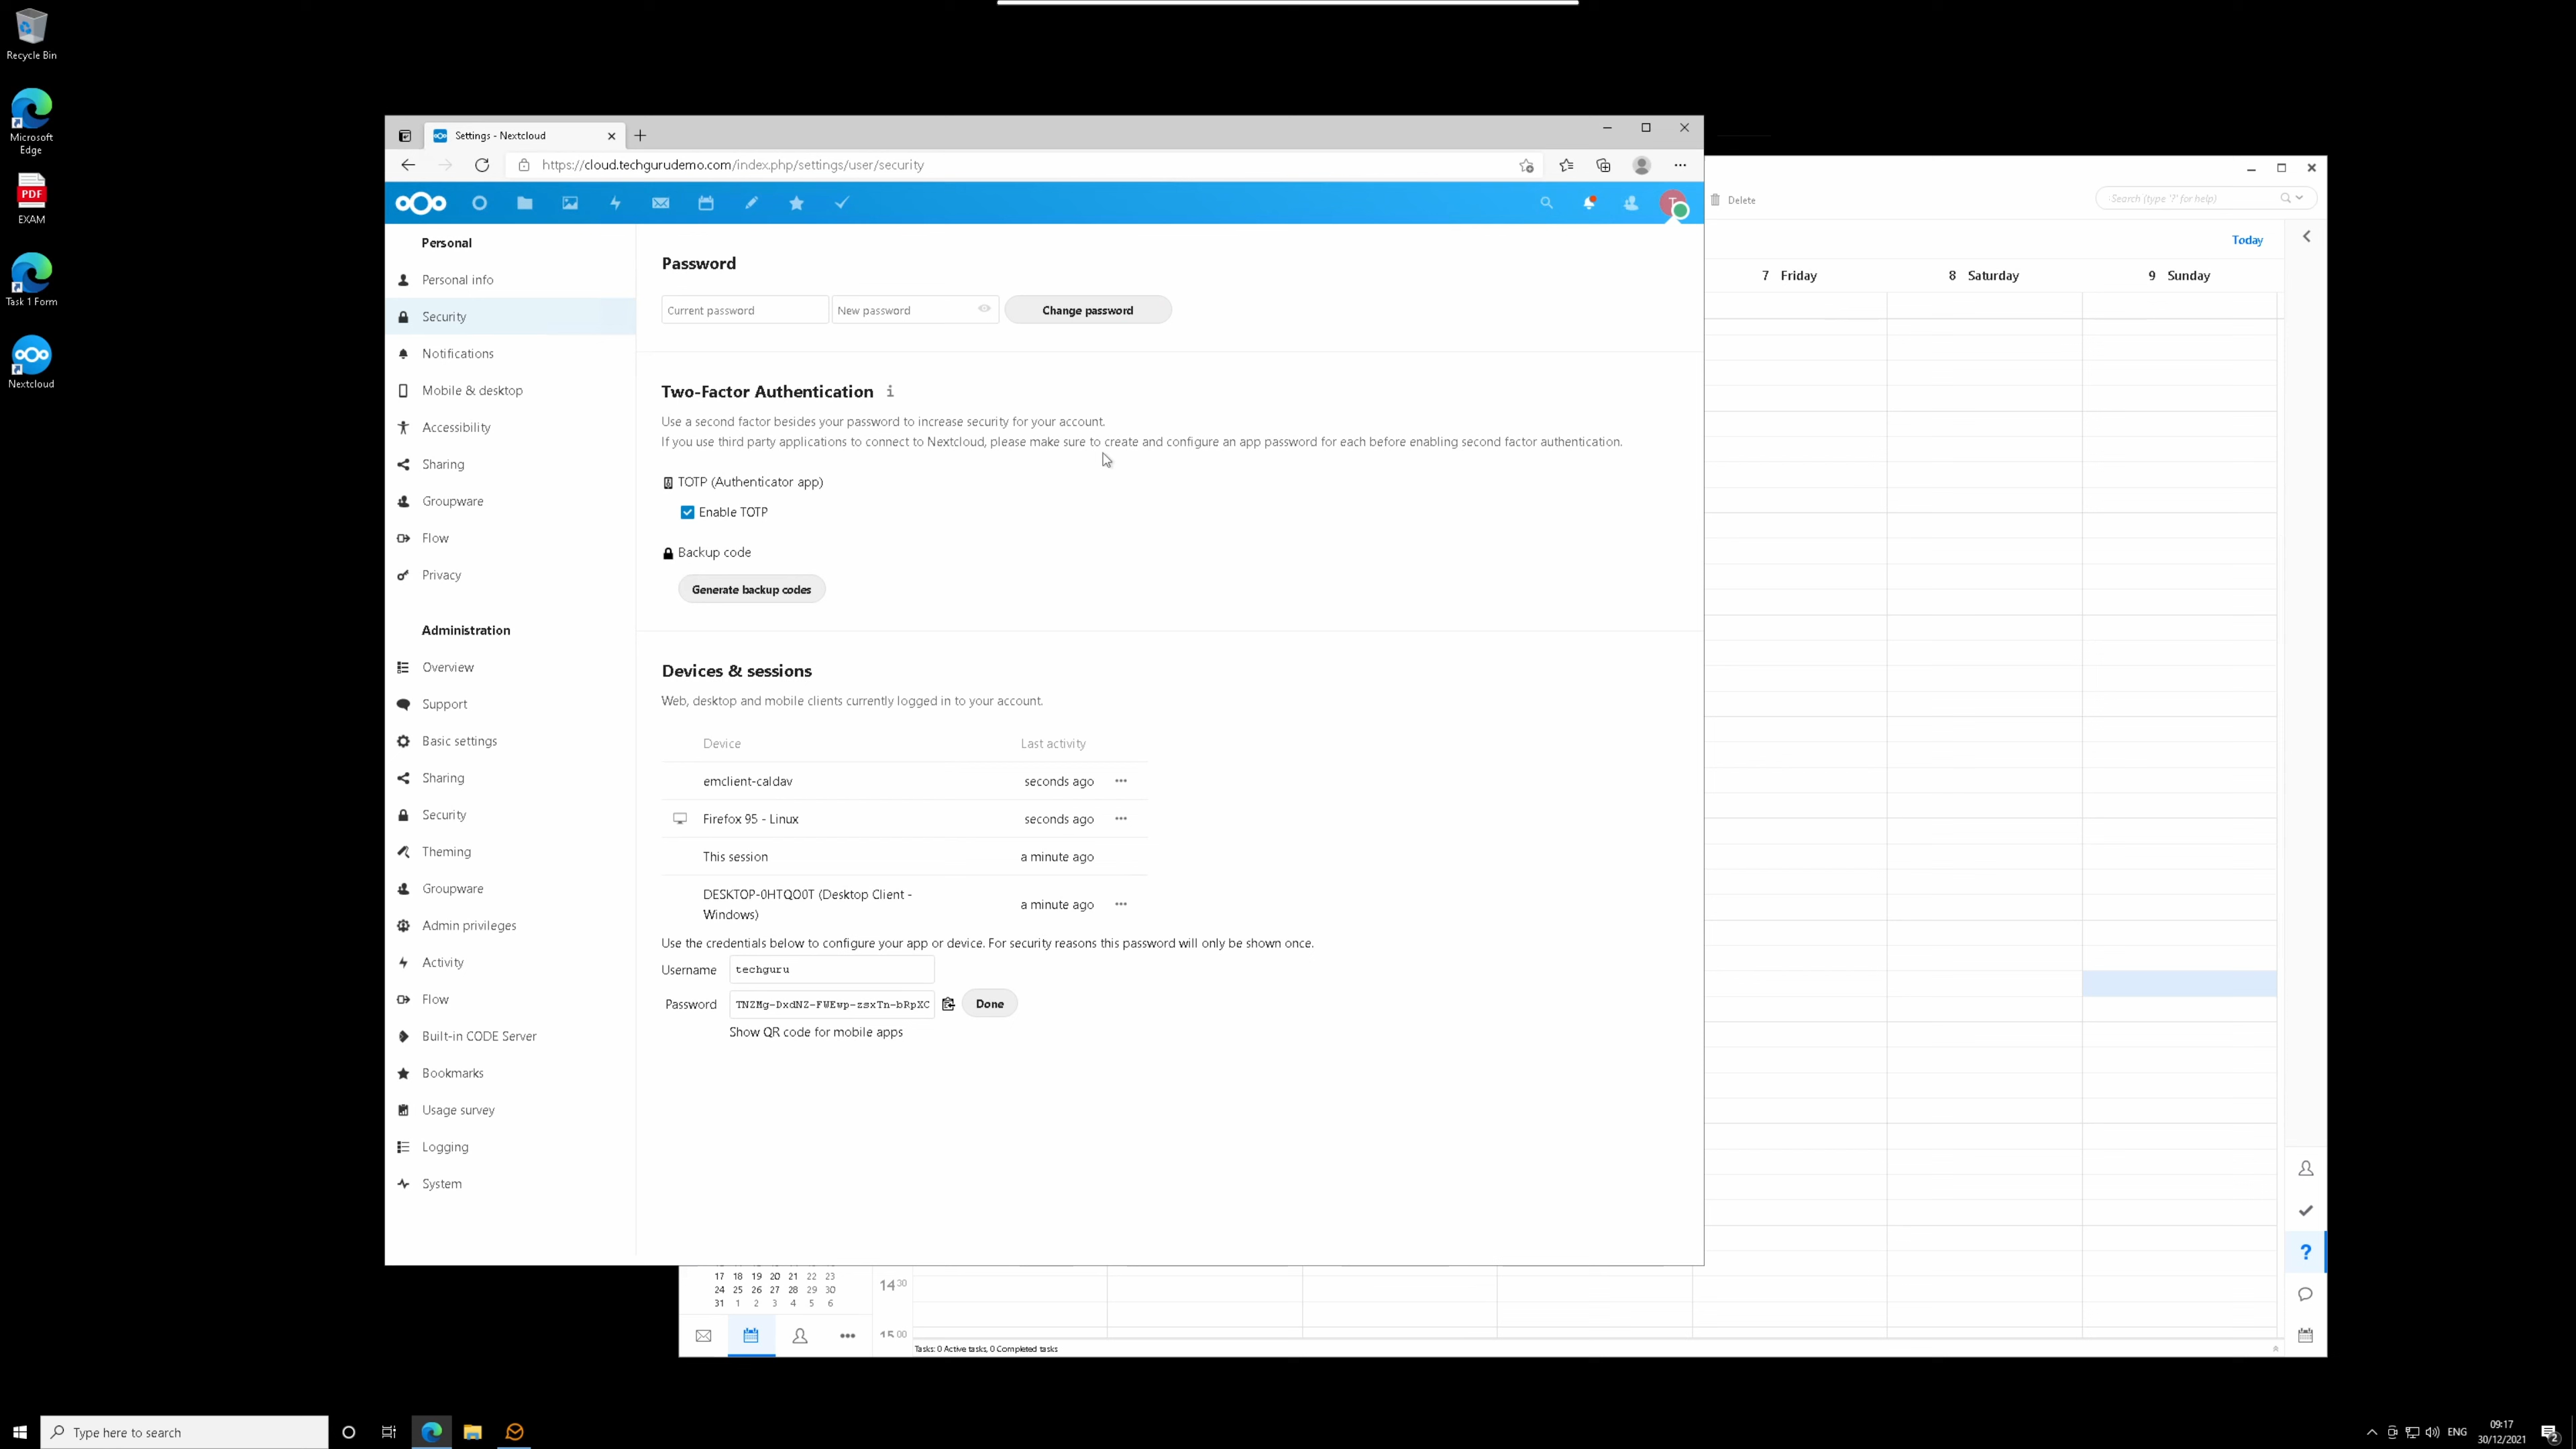 Recycle Bin
Microsoft
Edge
PDF
EXAM
Task 1 Form
Nextcloud
Settings - Nextcloud
https://cloud.techgurudemo.com/index.php/settings/user/security
T
Personal
Personal info
Security
Notifications
Mobile & desktop
Accessibility
Sharing
Groupware
Flow
Privacy
Administration
Overview
Support
Basic settings
Sharing
Security
Theming
Groupware
Admin privileges
Activity
Flow
Built-in CODE Server
Bookmarks
Usage survey
Logging
System
Password
Current password
New password
Change password
Two-Factor Authentication i
Use a second factor besides your password to increase security for your account.
If you use third party applications to connect to Nextcloud, please make sure to create and configure an app password for each before enabling second factor authentication.
TOTP (Authenticator app)
Enable TOTP
Backup code
Generate backup codes
Devices & sessions
Web, desktop and mobile clients currently logged in to your account.
Device Last activity
emclient-caldav seconds ago
Firefox 95 - Linux seconds ago
This session a minute ago
DESKTOP-0HTQO0T (Desktop Client - a minute ago
Windows)
Use the credentials below to configure your app or device. For security reasons this password will only be shown once.
Username techguru
Password TNZMg-DxdNZ-FWEwp-zsxTn-bRpXC Done
Show QR code for mobile apps
Delete
Search (type '?' for help)
Today
7 Friday 8 Saturday 9 Sunday
17 18 19 20 21 22 23
24 25 26 27 28 29 30
31 1 2 3 4 5 6
14 30
15 00
Tasks: 0 Active tasks, 0 Completed tasks
?
Type here to search
ENG
09:17
30/12/2021
2